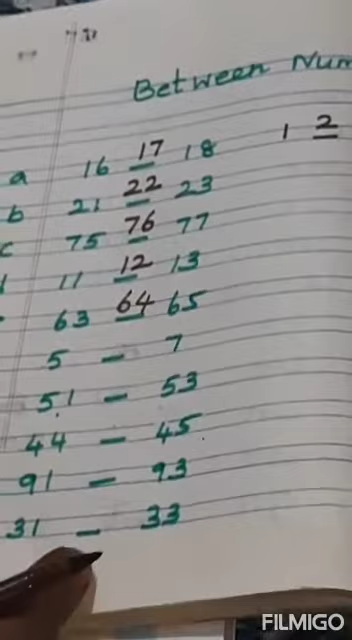 Between Num
a 16 17 18 1 2
b 21 22 23
c 75 76 77
11 12 13
63 64 65
5 _ 7
51 _ 53
44 _ 45
91 _ 93
31 _ 33
FILMIGO